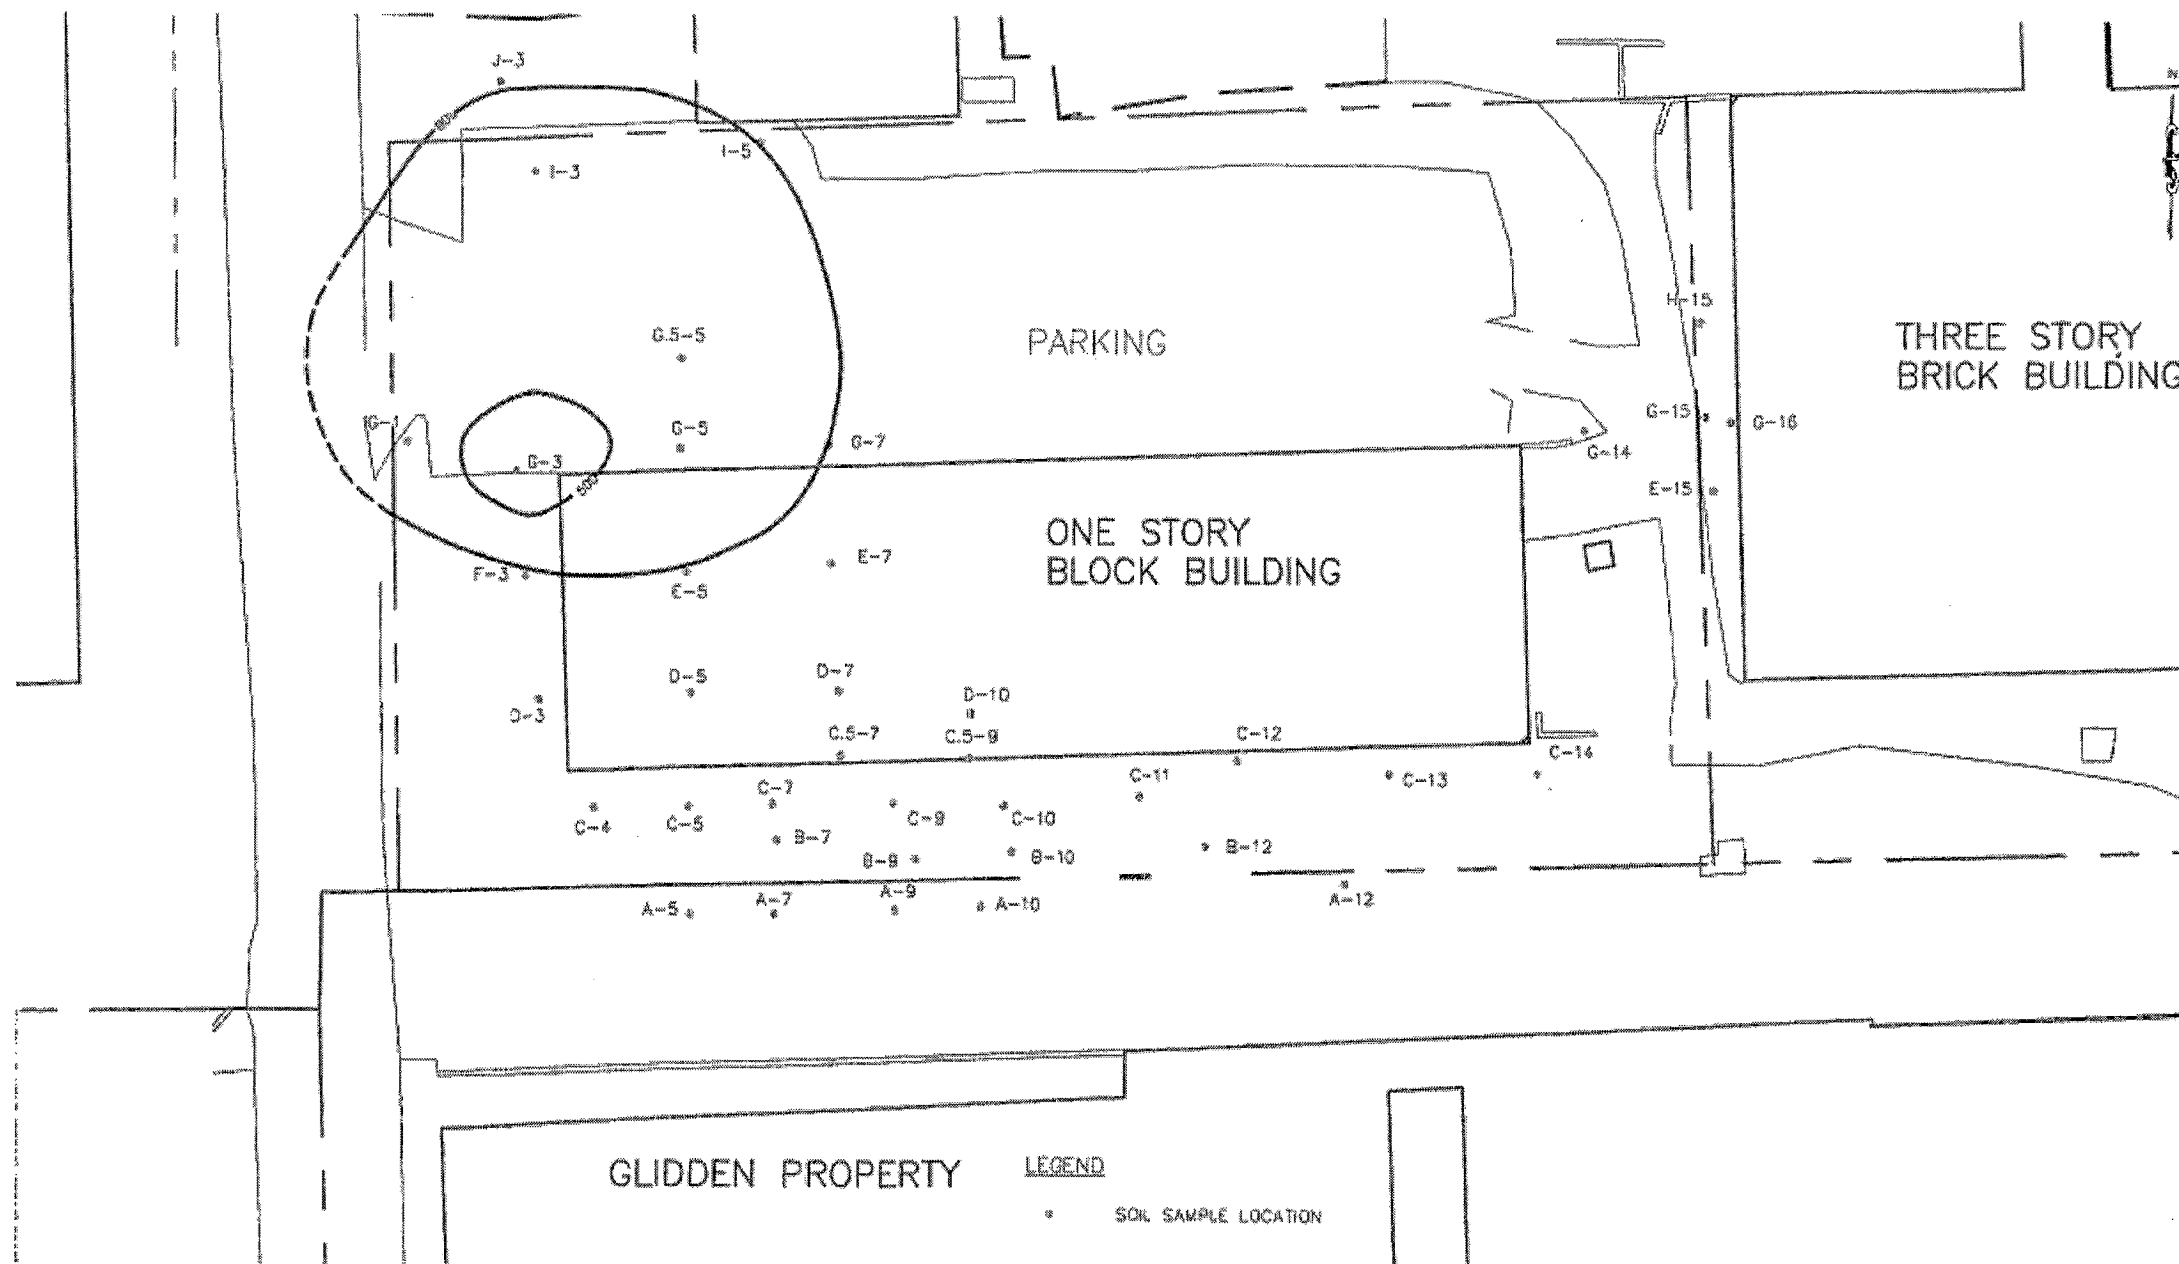 J-3
N
I-5
I-3
H-15
G.5-5
PARKING
THREE STORY
BRICK BUILDING
G-15
G-16
G-5
G-7
G-14
G-3
500
E-15
ONE STORY
BLOCK BUILDING
E-7
F-3
E-5
D-5
D-7
D-10
D-3
C.5-7
C.5-9
C-12
C-14
C-11
C-13
C-7
C-4
C-5
C-9
C-10
B-7
B-9
B-10
B-12
A-5
A-7
A-9
A-10
A-12
GLIDDEN PROPERTY
LEGEND
SOIL SAMPLE LOCATION